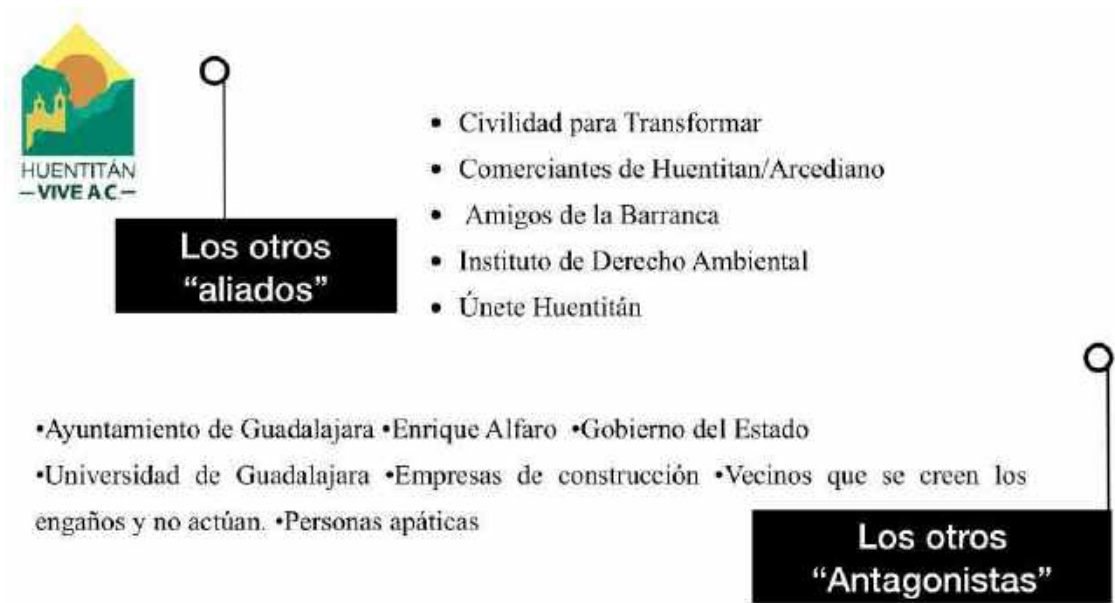 HUENTITÁN
– VIVE A.C. –
Los otros
“aliados”
• Civilidad para Transformar
• Comerciantes de Huentitan/Arcediano
• Amigos de la Barranca
• Instituto de Derecho Ambiental
• Únete Huentitán
•Ayuntamiento de Guadalajara •Enrique Alfaro •Gobierno del Estado
•Universidad de Guadalajara •Empresas de construcción •Vecinos que se creen los
engaños y no actúan. •Personas apáticas
Los otros
“Antagonistas”